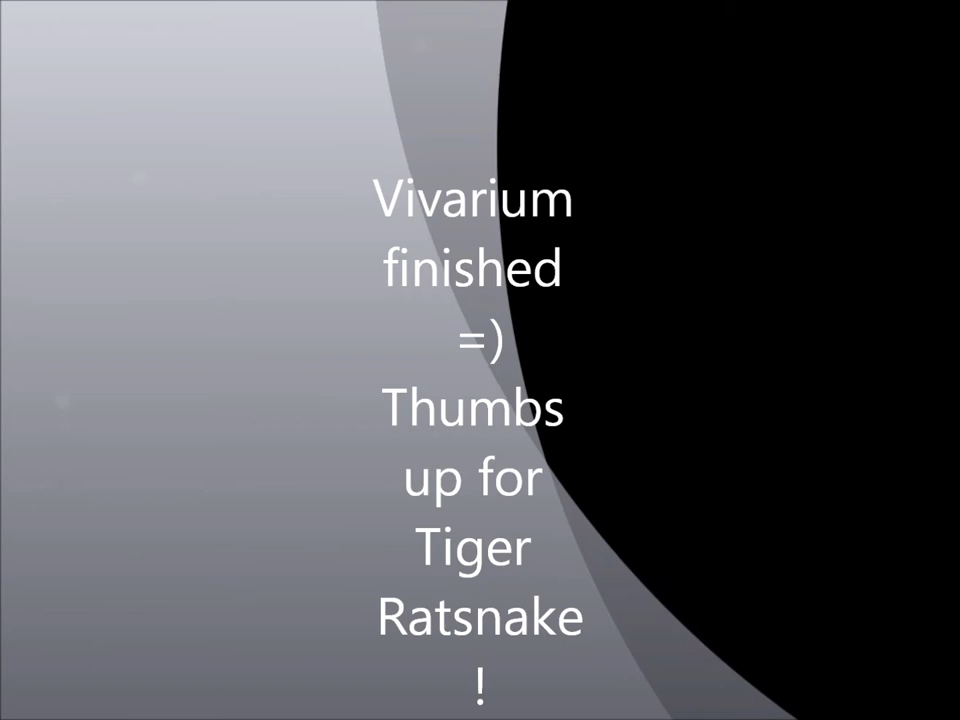 Vivarium
finished
=)
Thumbs
up for
Tiger
Ratsnake
!